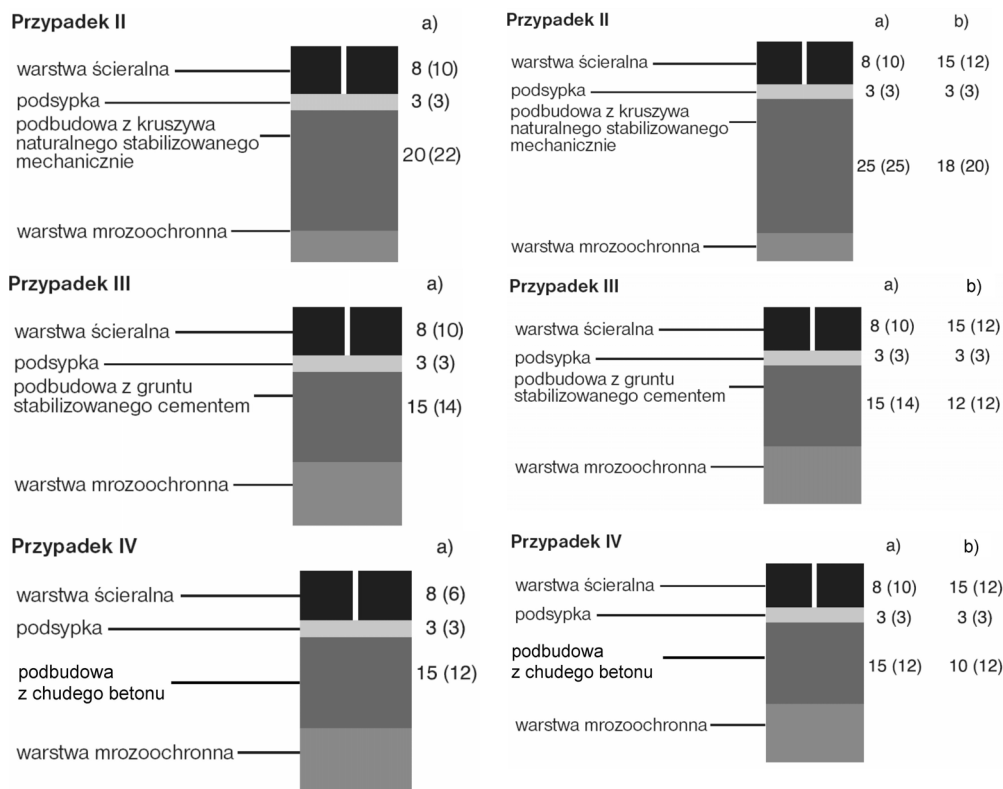 Przypadek II a)
warstwa ścieralna 8 (10)
podsypka 3 (3)
podbudowa z kruszywa
naturalnego stabilizowanego
mechanicznie 20 (22)
warstwa mrozoochronna
Przypadek II a) b)
warstwa ścieralna 8 (10) 15 (12)
podsypka 3 (3) 3 (3)
podbudowa z kruszywa
naturalnego stabilizowanego
mechanicznie
25 (25) 18 (20)
warstwa mrozoochronna
Przypadek III a)
warstwa ścieralna 8 (10)
podsypka 3 (3)
podbudowa z gruntu
stabilizowanego cementem 15 (14)
warstwa mrozoochronna
Przypadek III a) b)
warstwa ścieralna 8 (10) 15 (12)
podsypka 3 (3) 3 (3)
podbudowa z gruntu
stabilizowanego cementem 15 (14) 12 (12)
warstwa mrozoochronna
Przypadek IV a)
warstwa ścieralna 8 (6)
podsypka 3 (3)
podbudowa 15 (12)
z chudego betonu
warstwa mrozoochronna
Przypadek IV a) b)
warstwa ścieralna 8 (10) 15 (12)
podsypka 3 (3) 3 (3)
podbudowa
z chudego betonu 15 (12) 10 (12)
warstwa mrozoochronna